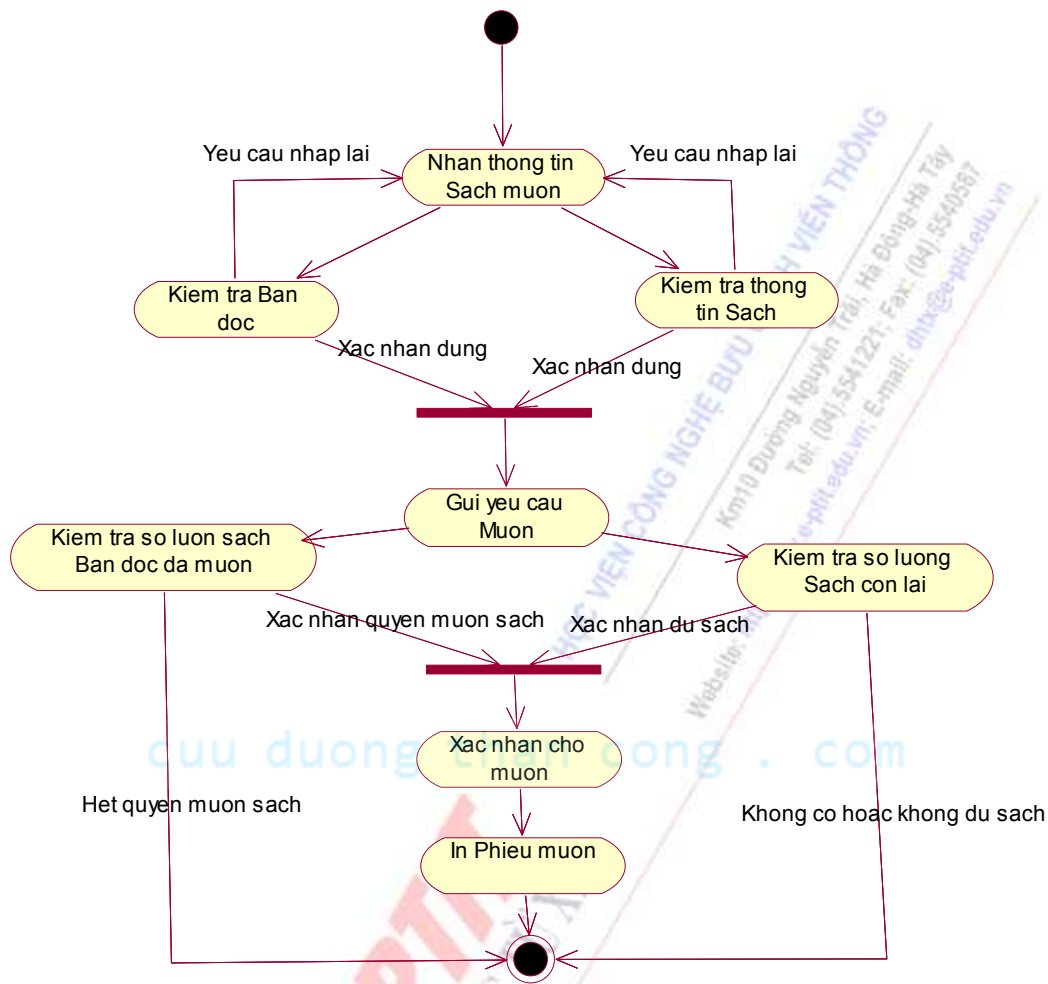 Yeu cau nhap lai
Nhan thong tin
Sach muon
Yeu cau nhap lai
Kiem tra Ban
doc
Kiem tra thong
tin Sach
Xac nhan dung
Xac nhan dung
Gui yeu cau
Muon
Kiem tra so luon sach
Ban doc da muon
Kiem tra so luong
Sach con lai
Xac nhan quyen muon sach
Xac nhan du sach
Xac nhan cho
muon
cuu duong than cong . com
Het quyen muon sach
Khong co hoac khong du sach
In Phieu muon
HỌC VIỆN CÔNG NGHỆ BƯU CHÍNH VIỄN THÔNG
Km10 Đường Nguyễn Trãi, Hà Đông-Hà Tây
Tel: (04).5541221; Fax: (04).5540587
Website: E-mail: dhtx@e-ptit.edu.vn